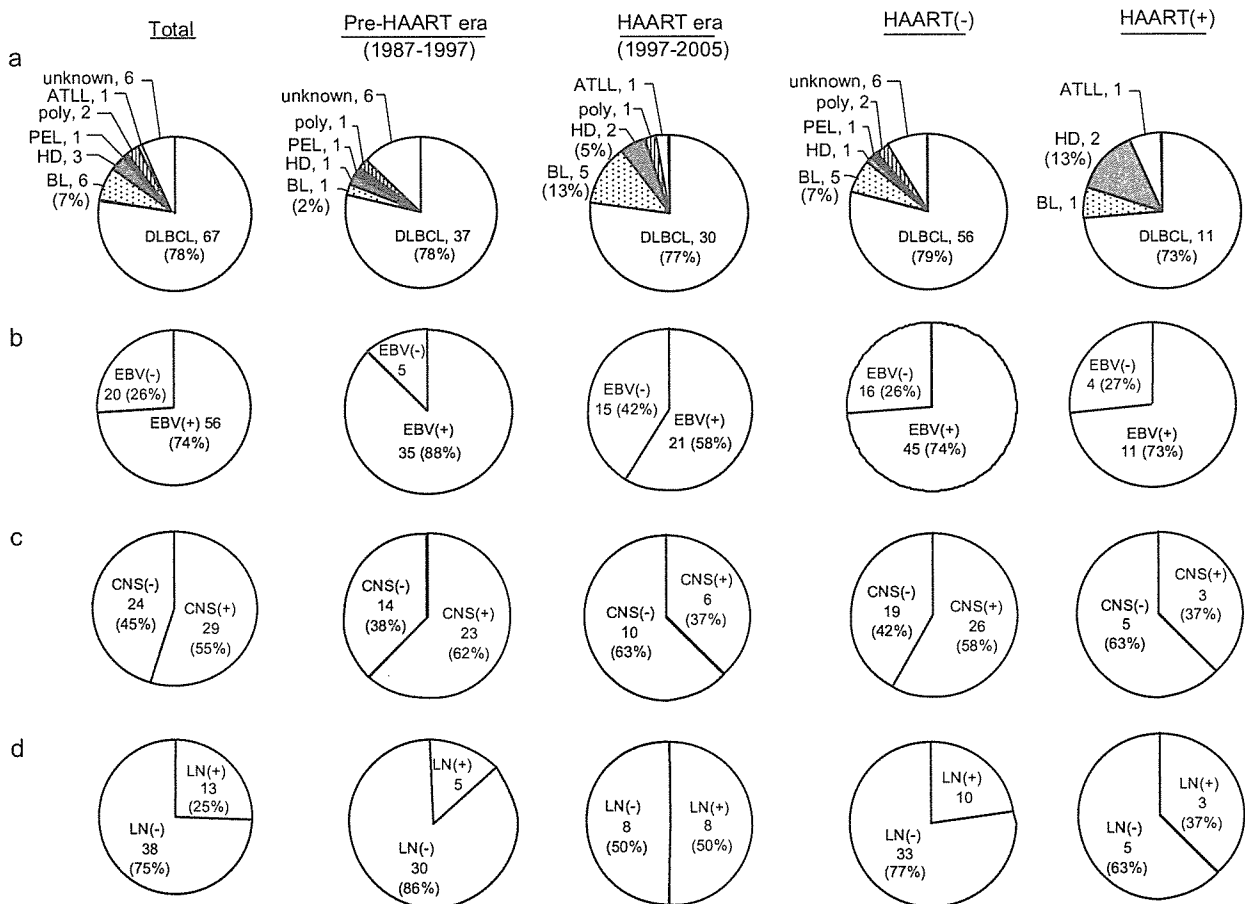 Total
Pre-HAART era
(1987-1997)
HAART era
(1997-2005)
HAART(-)
HAART(+)
a
unknown, 6
ATLL, 1
poly, 2
PEL, 1
HD, 3
BL, 6
(7%)
DLBCL, 67
(78%)
unknown, 6
poly, 1
PEL, 1
HD, 1
BL, 1
(2%)
DLBCL, 37
(78%)
ATLL, 1
poly, 1
HD, 2
(5%)
BL, 5
(13%)
DLBCL, 30
(77%)
unknown, 6
poly, 2
PEL, 1
HD, 1
BL, 5
(7%)
DLBCL, 56
(79%)
ATLL, 1
HD, 2
(13%)
BL, 1
DLBCL, 11
(73%)
b
EBV(-)
20 (26%)
EBV(+) 56
(74%)
EBV(-)
5
EBV(+)
35 (88%)
EBV(-)
15 (42%)
EBV(+)
21 (58%)
EBV(-)
16 (26%)
EBV(+)
45 (74%)
EBV(-)
4 (27%)
EBV(+)
11 (73%)
c
CNS(-)
24
(45%)
CNS(+)
29
(55%)
CNS(-)
14
(38%)
CNS(+)
23
(62%)
CNS(-)
10
(63%)
CNS(+)
6
(37%)
CNS(-)
19
(42%)
CNS(+)
26
(58%)
CNS(-)
5
(63%)
CNS(+)
3
(37%)
d
LN(+)
13
(25%)
LN(-)
38
(75%)
LN(+)
5
LN(-)
30
(86%)
LN(-)
8
(50%)
LN(+)
8
(50%)
LN(+)
10
LN(-)
33
(77%)
LN(+)
3
(37%)
LN(-)
5
(63%)